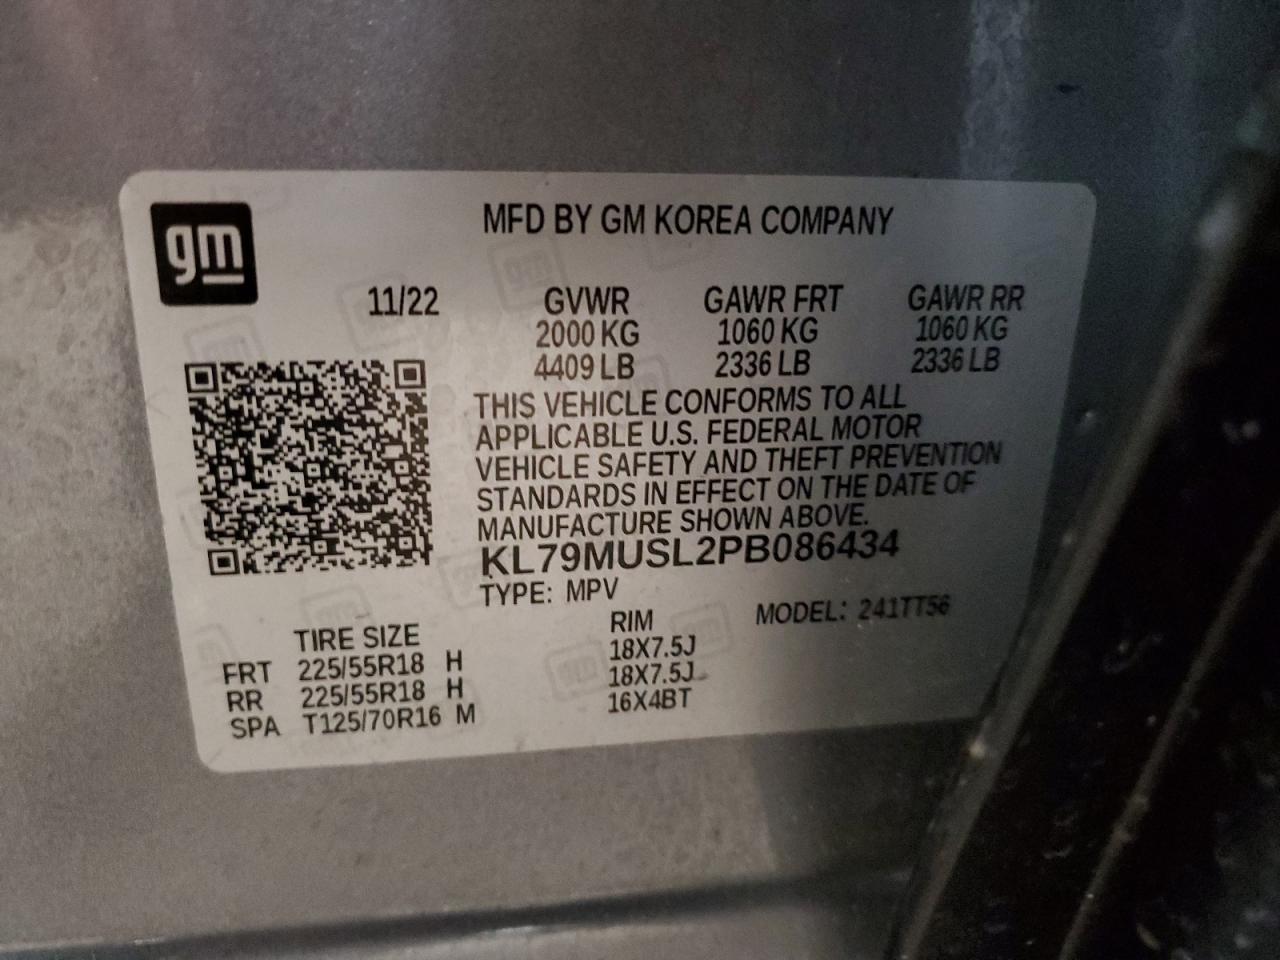 gm
MFD BY GM KOREA COMPANY
11/22 GVWR GAWR FRT GAWR RR
2000 KG 1060 KG 1060 KG
4409 LB 2336 LB 2336 LB
THIS VEHICLE CONFORMS TO ALL
APPLICABLE U.S. FEDERAL MOTOR
VEHICLE SAFETY AND THEFT PREVENTION
STANDARDS IN EFFECT ON THE DATE OF
MANUFACTURE SHOWN ABOVE.
KL79MUSL2PB086434
TYPE: MPV MODEL: 241TT56
TIRE SIZE RIM
FRT 225/55R18 H 18X7.5J
RR 225/55R18 H 18X7.5J
SPA T125/70R16 M 16X4BT